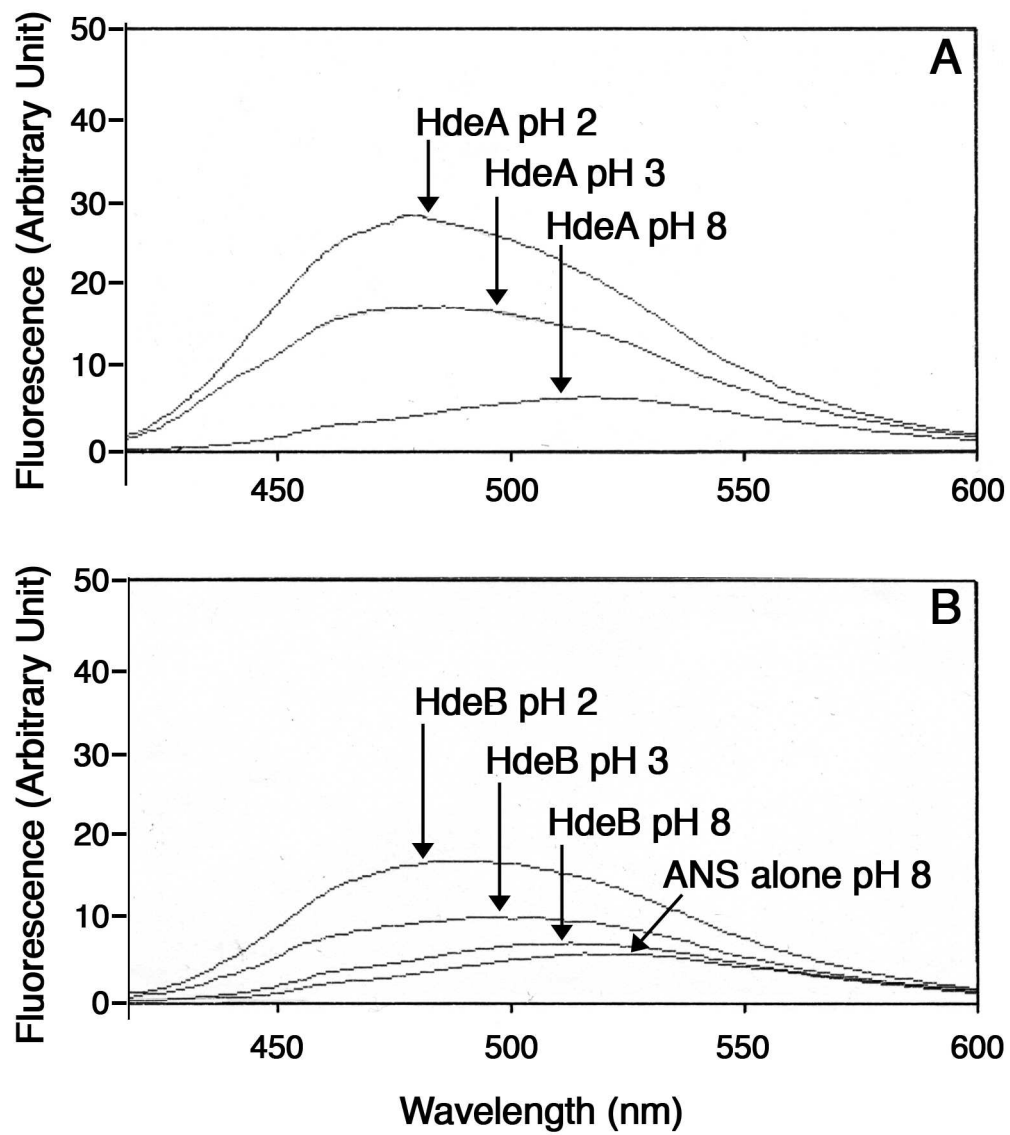 A
Fluorescence (Arbitrary Unit)
50
40
30
20
10
0
HdeA pH 2
HdeA pH 3
HdeA pH 8
450
500
550
600
B
Fluorescence (Arbitrary Unit)
50
40
30
20
10
0
HdeB pH 2
HdeB pH 3
HdeB pH 8
ANS alone pH 8
450
500
550
600
Wavelength (nm)